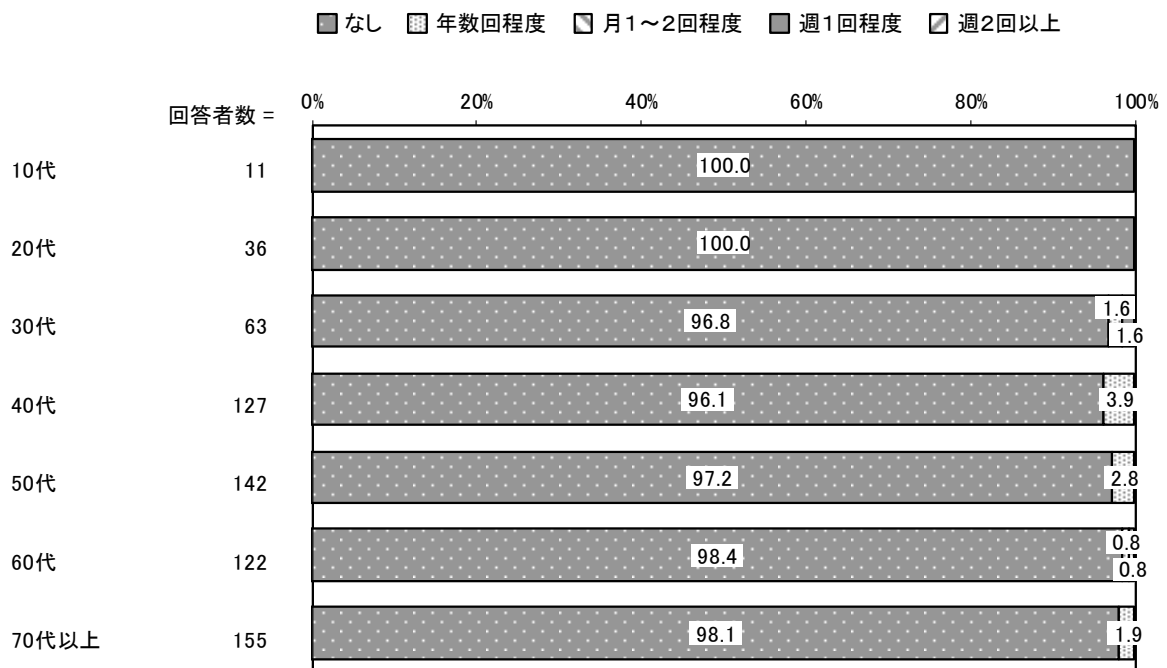 なし 年数回程度 月1～2回程度 週1回程度 週2回以上
回答者数 = 0% 20% 40% 60% 80% 100%
10代 11 100.0
20代 36 100.0
30代 63 96.8 1.6 1.6
40代 127 96.1 3.9
50代 142 97.2 2.8
60代 122 98.4 0.8 0.8
70代以上 155 98.1 1.9